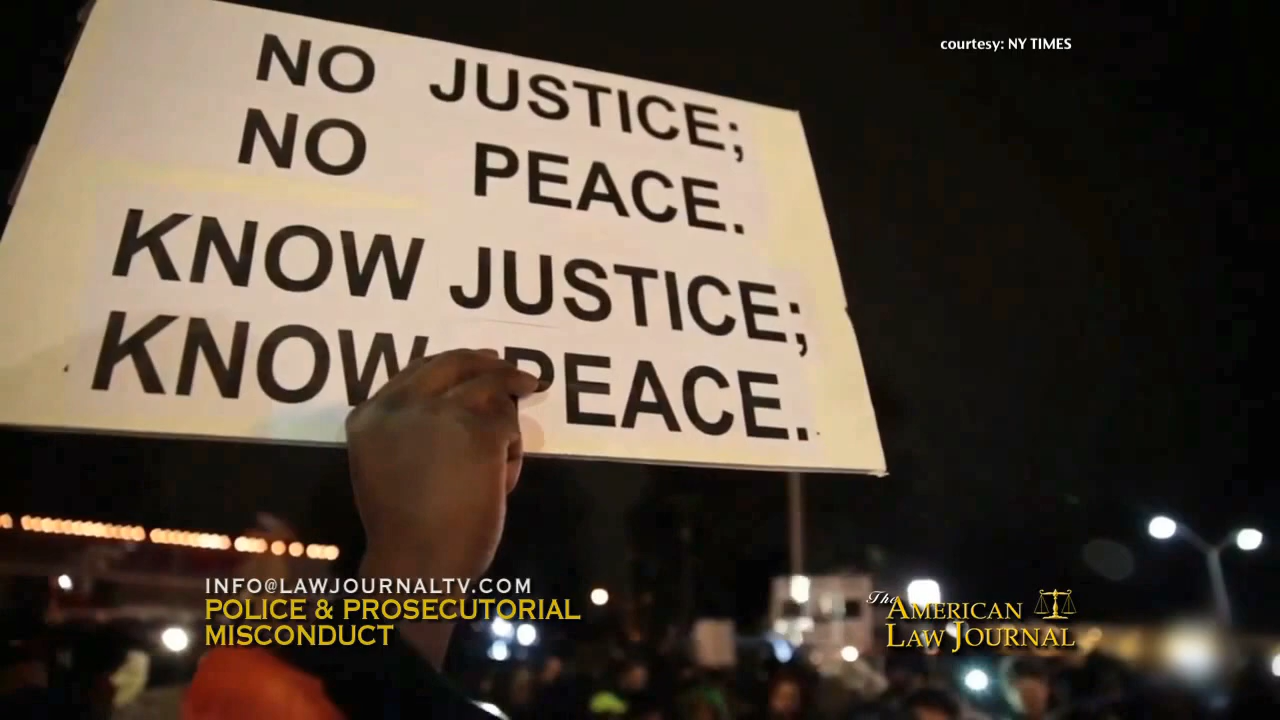 courtesy: NY TIMES
NO JUSTICE;
NO PEACE.
KNOW JUSTICE;
KNOW PEACE.
INFO@LAWJOURNALTV.COM
POLICE & PROSECUTORIAL
MISCONDUCT
The
AMERICAN
LAW JOURNAL